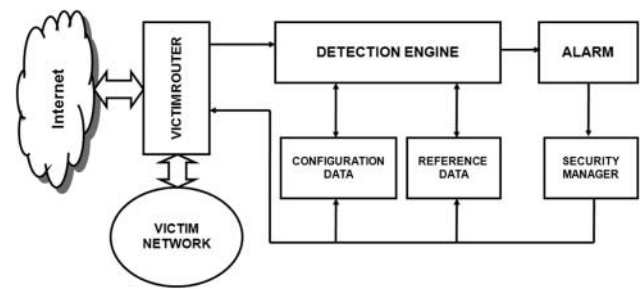 Internet
VICTIMROUTER
DETECTION ENGINE
ALARM
CONFIGURATION
DATA
REFERENCE
DATA
SECURITY
MANAGER
VICTIM
NETWORK